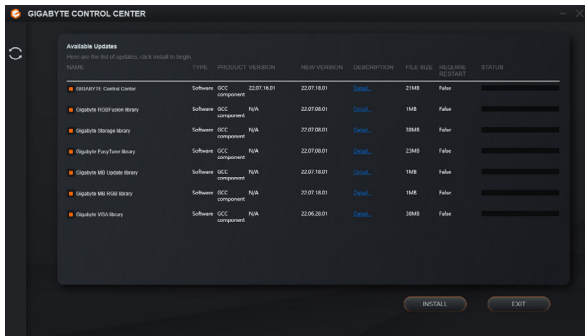 GIGABYTE CONTROL CENTER
Available Updates
Here are the list of updates, click install to begin.
NAME TYPE PRODUCT VERSION NEW VERSION DESCRIPTION FILE SIZE REQUIRE RESTART STATUS
GIGABYTE Control Center Software GCC component 22.07.16.01 22.07.18.01 Detail... 21MB False
Gigabyte RGBFusion library Software GCC component N/A 22.07.08.01 Detail... 1MB False
Gigabyte Storage library Software GCC component N/A 22.07.08.01 Detail... 38MB False
Gigabyte EasyTune library Software GCC component N/A 22.07.08.01 Detail... 23MB False
Gigabyte MB Update library Software GCC component N/A 22.07.18.01 Detail... 1MB False
Gigabyte MB RGB library Software GCC component N/A 22.07.18.01 Detail... 1MB False
Gigabyte VGA library Software GCC component N/A 22.06.28.01 Detail... 38MB False
INSTALL EXIT